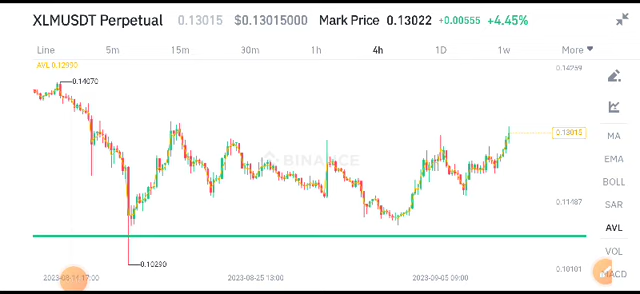 XLMUSDT Perpetual 0.13015 $0.13015000 Mark Price 0.13022 +0.00555 +4.45%
Line 5m 15m 30m 1h 4h 1D 1w More
AVL 0.12990
0.14070
0.14259
0.13015
BINANCE
0.11487
0.10290
0.10101
2023-08-14 17:00 2023-08-25 13:00 2023-09-05 09:00
MA
EMA
BOLL
SAR
AVL
VOL
MACD